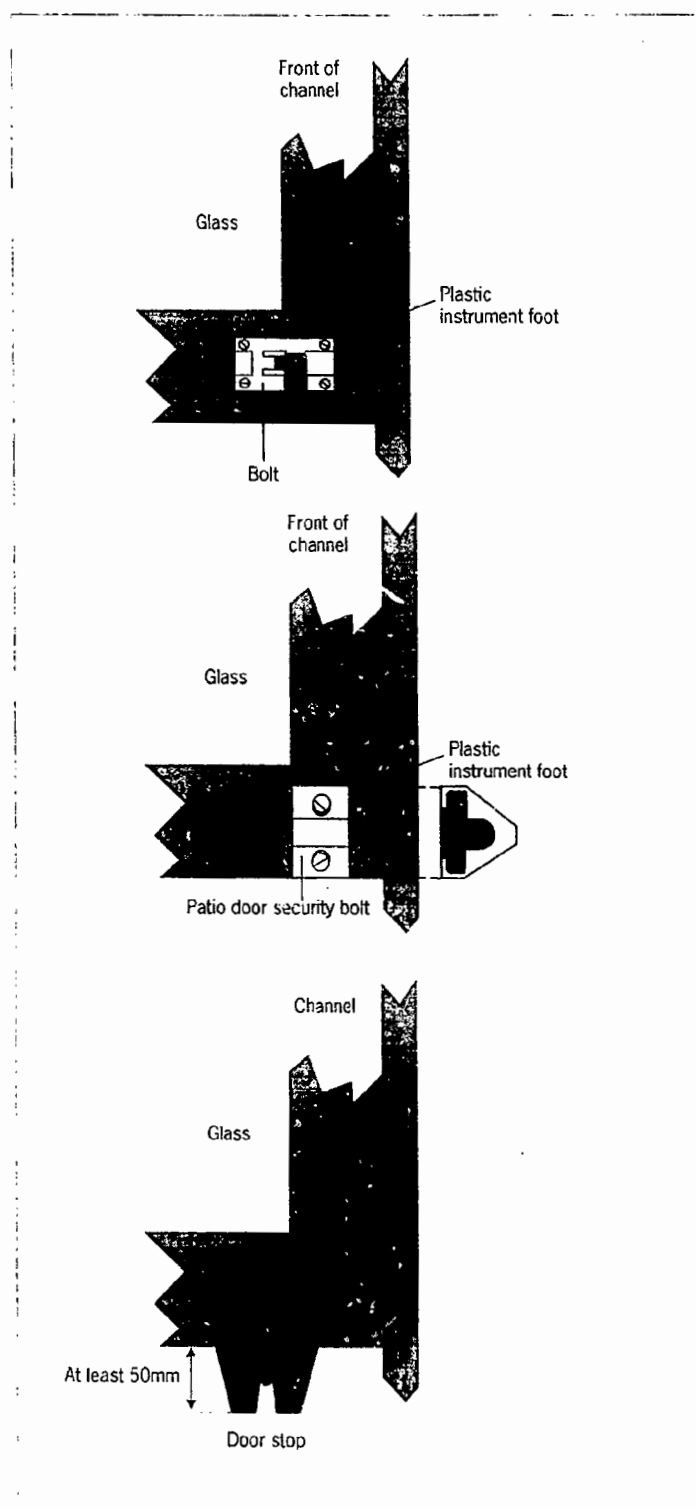 Front of
channel
Glass
Plastic
instrument foot
Bolt
Front of
channel
Glass
Plastic
instrument foot
Patio door security bolt
Channel
Glass
At least 50mm
Door stop